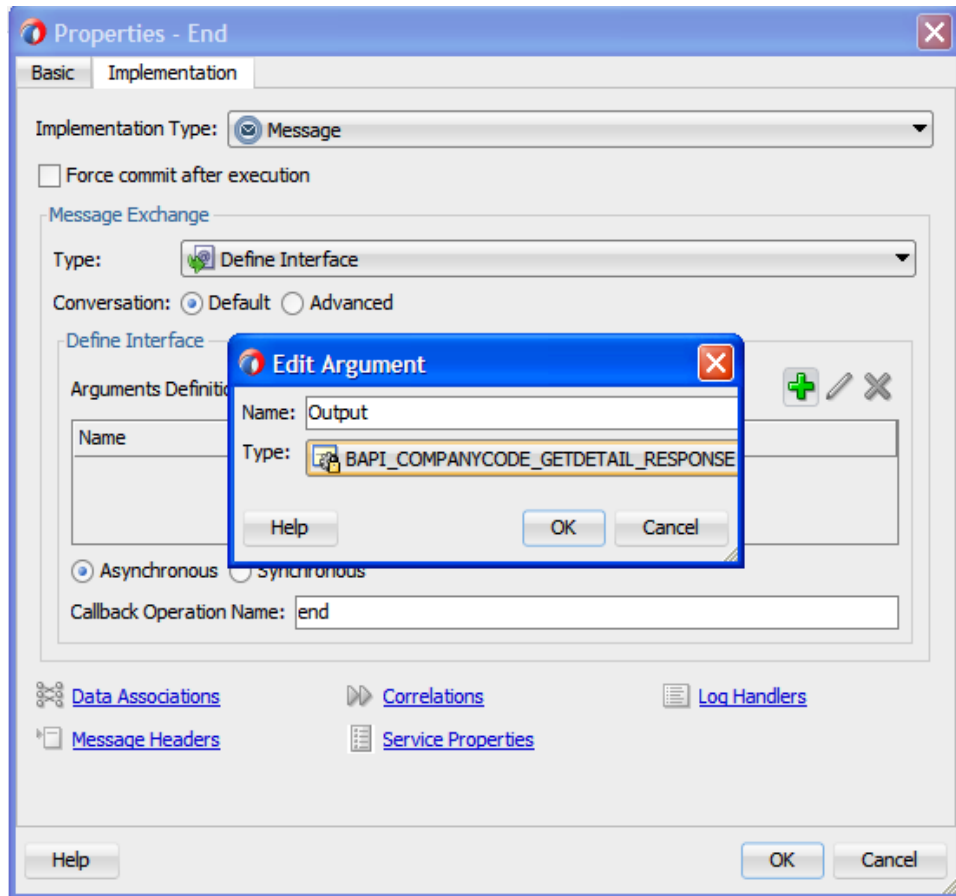 Properties - End
Basic Implementation
Implementation Type: Message
Force commit after execution
Message Exchange
Type: Define Interface
Conversation: Default Advanced
Define Interface
Edit Argument
Arguments Definitio
Name: Output
Name
Type: BAPI_COMPANYCODE_GETDETAIL_RESPONSE
Help OK Cancel
Asynchronous Synchronous
Callback Operation Name: end
Data Associations Correlations Log Handlers
Message Headers Service Properties
Help OK Cancel